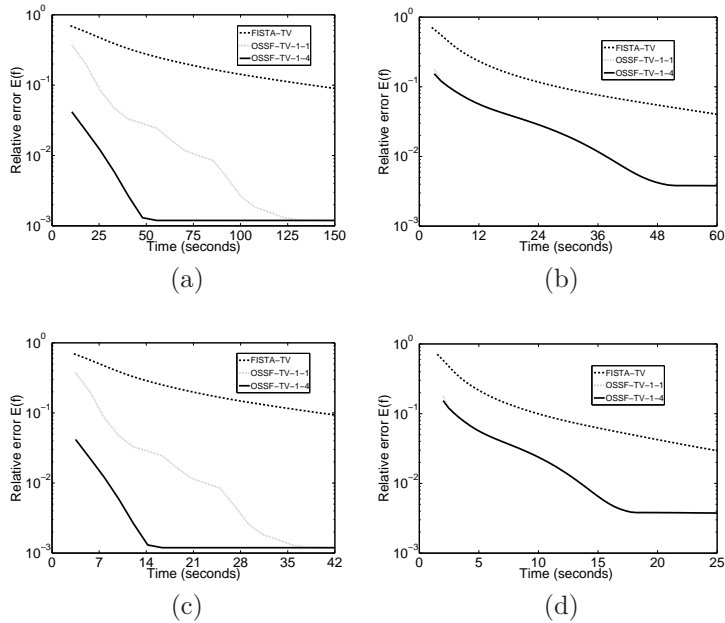 10^0
10^-1
10^-2
10^-3
Relative error E(f)
FISTA-TV
OSSF-TV-1-1
OSSF-TV-1-4
0 25 50 75 100 125 150
Time (seconds)
(a)
10^0
10^-1
10^-2
10^-3
Relative error E(f)
FISTA-TV
OSSF-TV-1-1
OSSF-TV-1-4
0 12 24 36 48 60
Time (seconds)
(b)
10^0
10^-1
10^-2
10^-3
Relative error E(f)
FISTA-TV
OSSF-TV-1-1
OSSF-TV-1-4
0 7 14 21 28 35 42
Time (seconds)
(c)
10^0
10^-1
10^-2
10^-3
Relative error E(f)
FISTA-TV
OSSF-TV-1-1
OSSF-TV-1-4
0 5 10 15 20 25
Time (seconds)
(d)